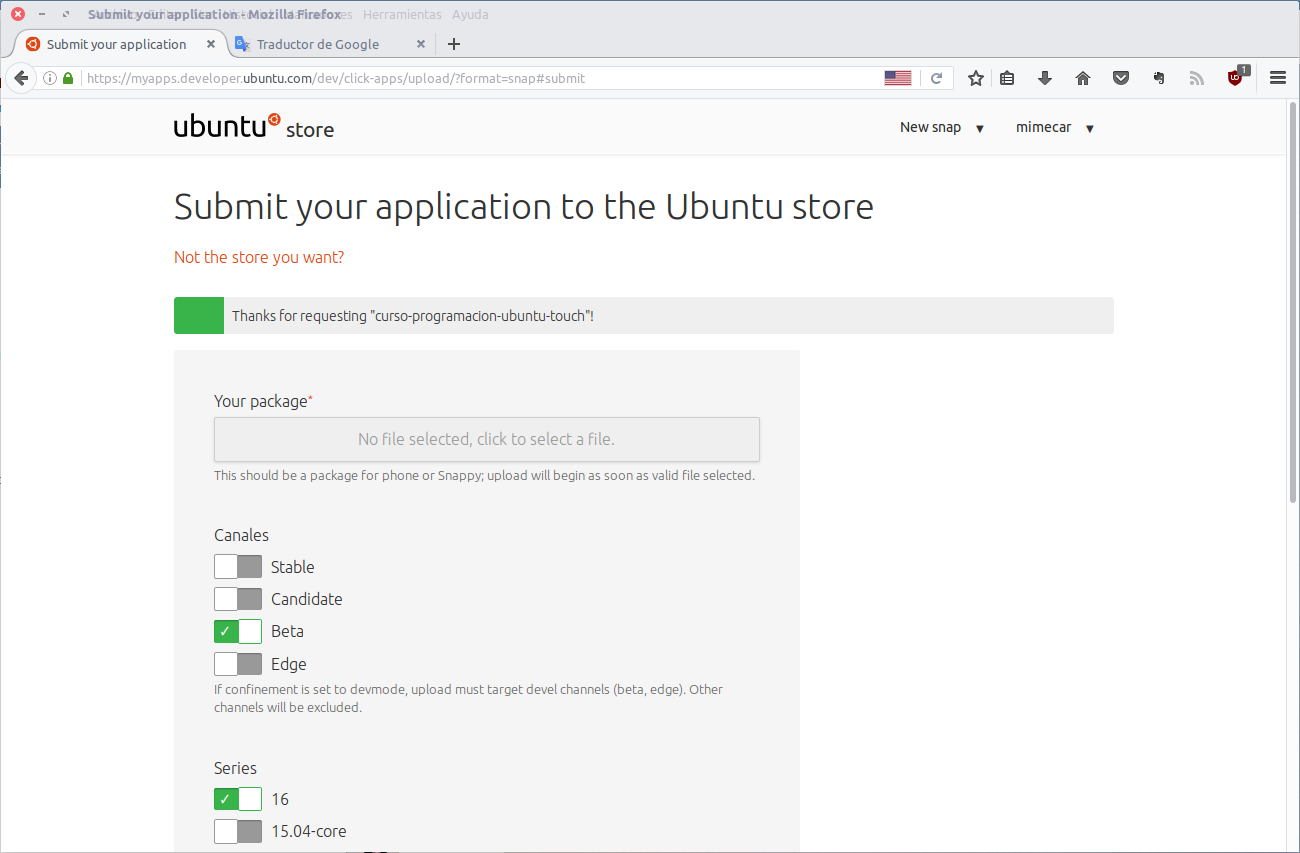 Submit your application - Mozilla Firefox
Herramientas Ayuda
Submit your application
Traductor de Google
https://myapps.developer.ubuntu.com/dev/click-apps/upload/?format=snap#submit
1
ubuntu store
New snap
mimecar
Submit your application to the Ubuntu store
Not the store you want?
Thanks for requesting "curso-programacion-ubuntu-touch"!
Your package*
No file selected, click to select a file.
This should be a package for phone or Snappy; upload will begin as soon as valid file selected.
Canales
Stable
Candidate
Beta
Edge
If confinement is set to devmode, upload must target devel channels (beta, edge). Other
channels will be excluded.
Series
16
15.04-core